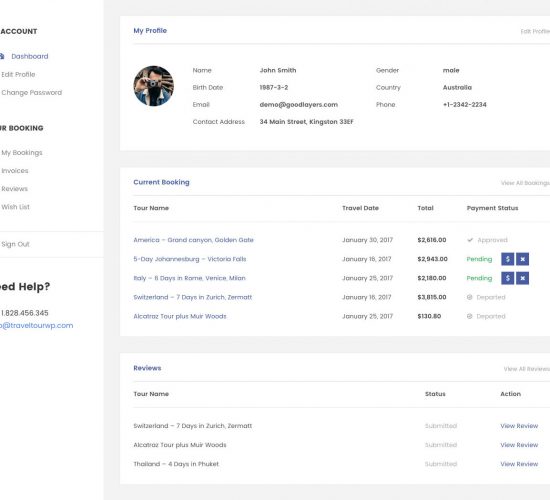 ACCOUNT
Dashboard
Edit Profile
Change Password
UR BOOKING
My Bookings
Invoices
Reviews
Wish List
Sign Out
eed Help?
1.828.456.345
o@traveltourwp.com
My Profile Edit Profile
Name John Smith Gender male
Birth Date 1987-3-2 Country Australia
Email demo@goodlayers.com Phone +1-2342-2234
Contact Address 34 Main Street, Kingston 33EF
Current Booking View All Bookings
Tour Name Travel Date Total Payment Status
America – Grand canyon, Golden Gate January 30, 2017 $2,616.00 Approved
5-Day Johannesburg – Victoria Falls January 16, 2017 $2,943.00 Pending $ ×
Italy – 6 Days in Rome, Venice, Milan January 25, 2017 $2,180.00 Pending $ ×
Switzerland – 7 Days in Zurich, Zermatt January 16, 2017 $3,815.00 Departed
Alcatraz Tour plus Muir Woods January 25, 2017 $130.80 Departed
Reviews View All Reviews
Tour Name Status Action
Switzerland – 7 Days in Zurich, Zermatt Submitted View Review
Alcatraz Tour plus Muir Woods Submitted View Review
Thailand – 4 Days in Phuket Submitted View Review